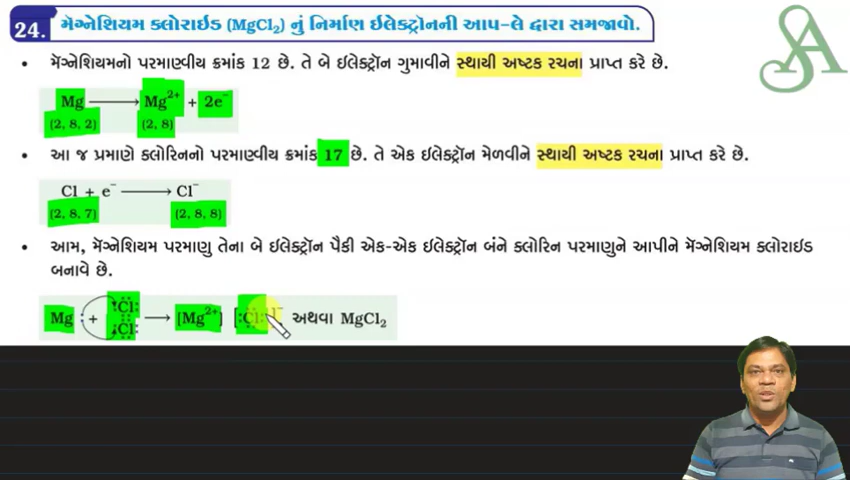 24. મૅગ્નેશિયમ ક્લોરાઇડ (MgCl₂) નું નિર્માણ ઇલેક્ટ્રોનની આપ-લે દ્વારા સમજાવો.
• મૅગ્નેશિયમનો પરમાણ્વીય ક્રમાંક 12 છે. તે બે ઇલેક્ટ્રૉન ગુમાવીને સ્થાયી અષ્ટક રચના પ્રાપ્ત કરે છે.
Mg ⟶ Mg²⁺ + 2e⁻
(2, 8, 2) (2, 8)
• આ જ પ્રમાણે ક્લોરિનનો પરમાણ્વીય ક્રમાંક 17 છે. તે એક ઇલેક્ટ્રૉન મેળવીને સ્થાયી અષ્ટક રચના પ્રાપ્ત કરે છે.
Cl + e⁻ ⟶ Cl⁻
(2, 8, 7) (2, 8, 8)
• આમ, મૅગ્નેશિયમ પરમાણુ તેના બે ઇલેક્ટ્રૉન પૈકી એક-એક ઇલેક્ટ્રૉન બંને ક્લોરિન પરમાણુને આપીને મૅગ્નેશિયમ ક્લોરાઇડ
બનાવે છે.
Mg : + Cl Cl ⟶ [Mg²⁺] [:Cl:]⁻ અથવા MgCl₂